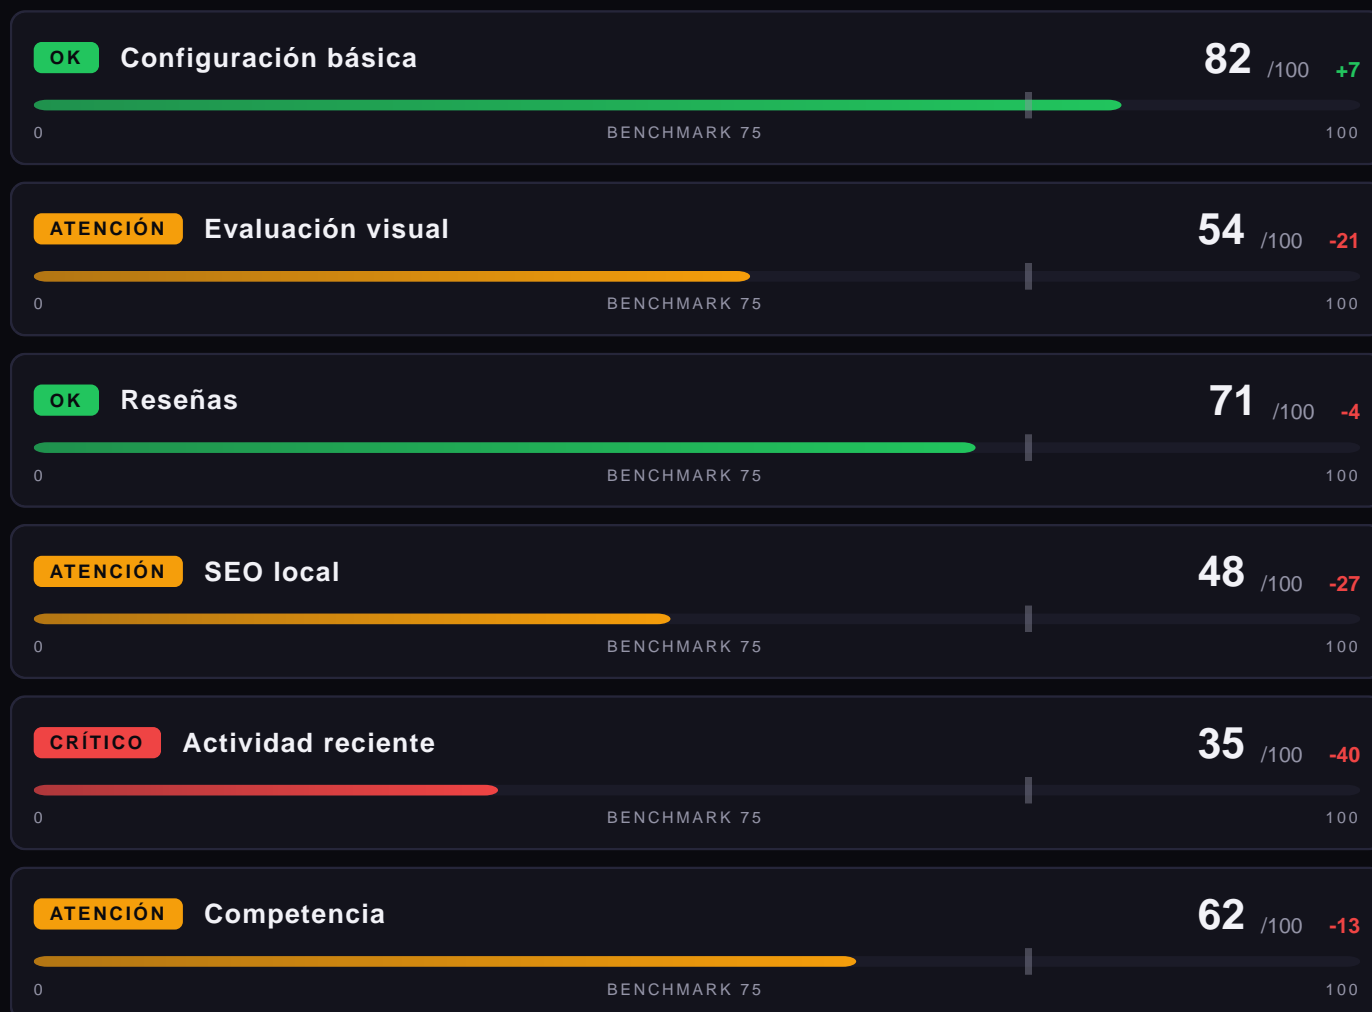 OK Configuración básica 82 /100 +7
0 BENCHMARK 75 100
ATENCIÓN Evaluación visual 54 /100 -21
0 BENCHMARK 75 100
OK Reseñas 71 /100 -4
0 BENCHMARK 75 100
ATENCIÓN SEO local 48 /100 -27
0 BENCHMARK 75 100
CRÍTICO Actividad reciente 35 /100 -40
0 BENCHMARK 75 100
ATENCIÓN Competencia 62 /100 -13
0 BENCHMARK 75 100